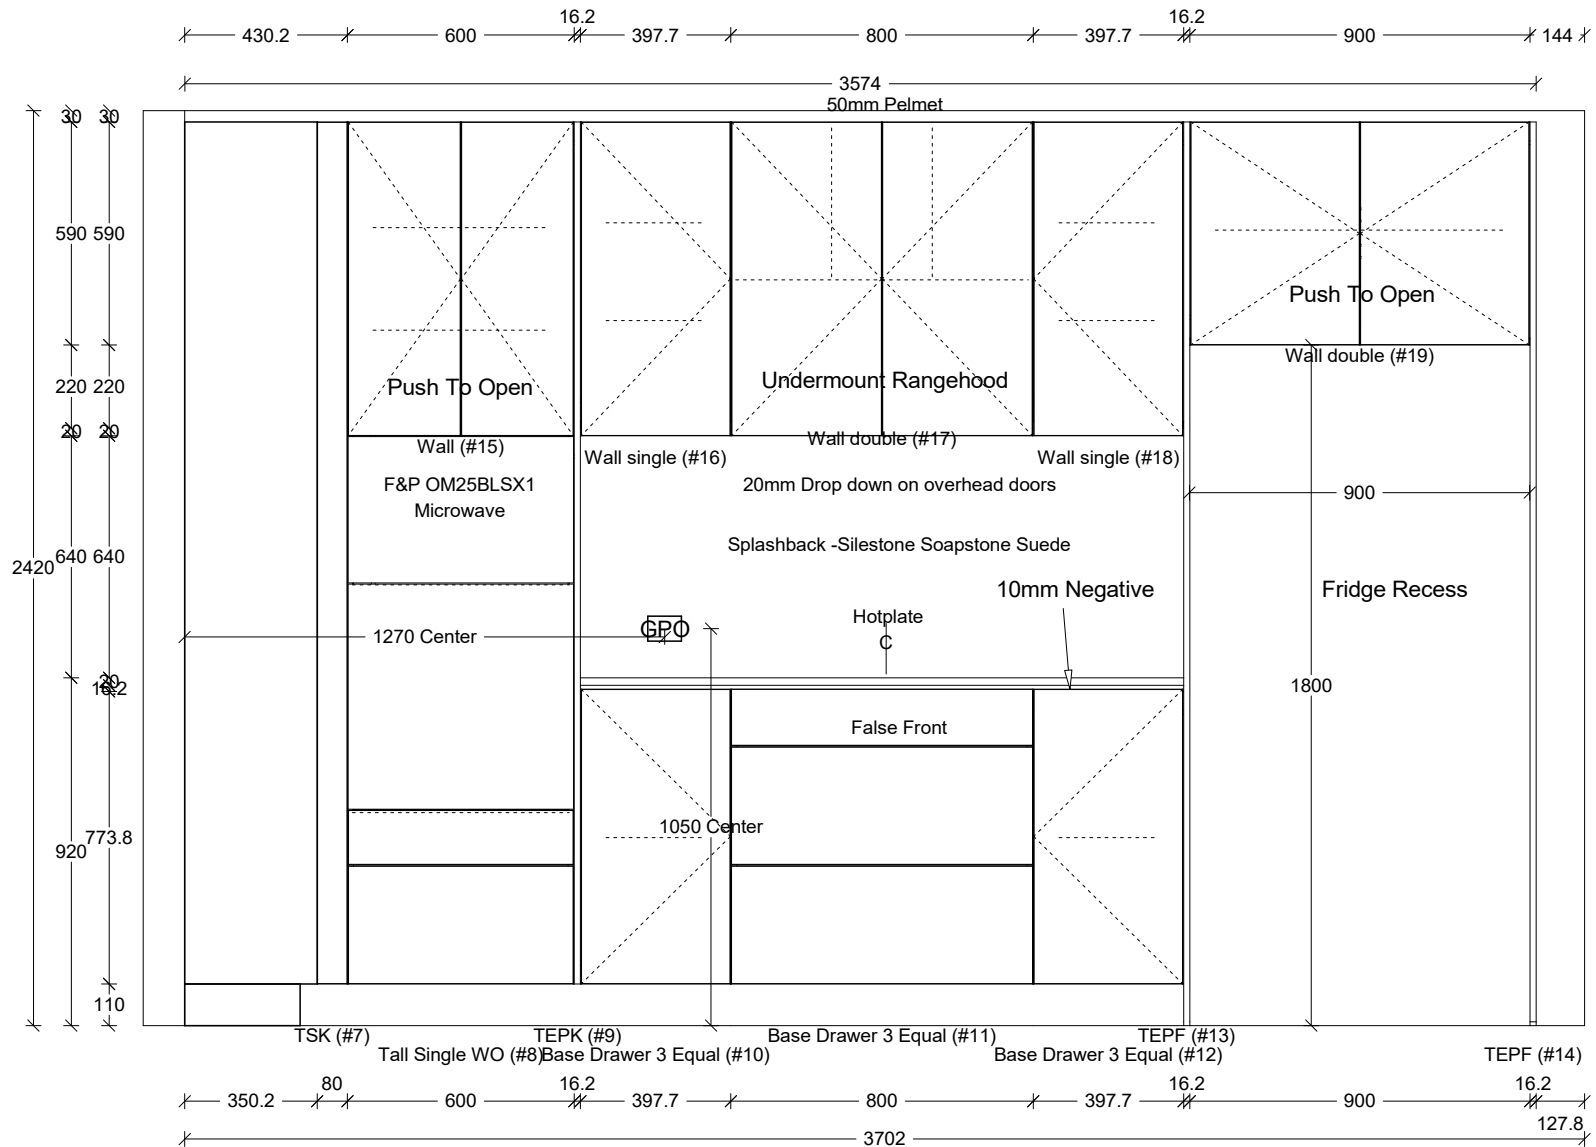 16.2 16.2
430.2 600 397.7 800 397.7 900 144
3574
50mm Pelmet
30 30
590 590
Push To Open
Wall double (#19)
220 220
Push To Open
Undermount Rangehood
20 20
Wall (#15)
Wall double (#17)
Wall single (#16)
Wall single (#18)
F&P OM25BLSX1
Microwave
20mm Drop down on overhead doors
900
Splashback -Silestone Soapstone Suede
2420
640 640
10mm Negative
Fridge Recess
Hotplate
GPO
C
1270 Center
20
16.2
1800
False Front
1050 Center
920
773.8
110
TSK (#7) TEPK (#9) Base Drawer 3 Equal (#11) TEPF (#13)
Tall Single WO (#8) Base Drawer 3 Equal (#10) Base Drawer 3 Equal (#12) TEPF (#14)
80 16.2 16.2 16.2
350.2 600 397.7 800 397.7 900
127.8
3702